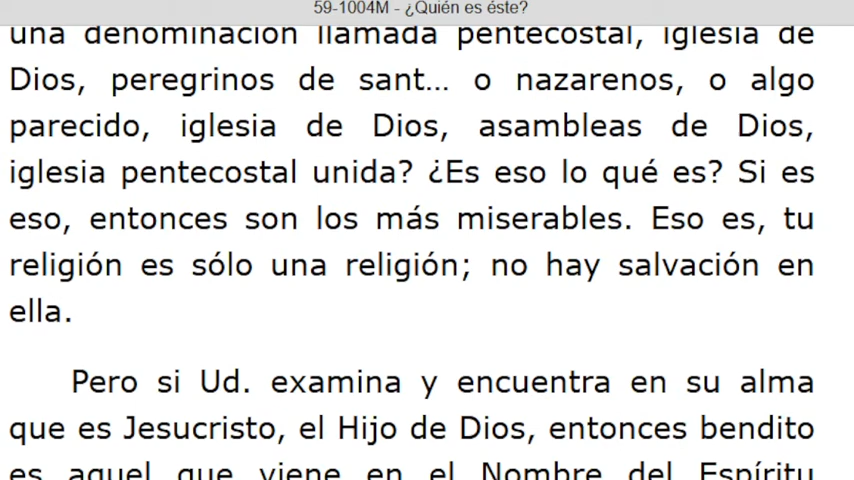 59-1004M - ¿Quién es éste?
una denominación llamada pentecostal, iglesia de
Dios, peregrinos de sant... o nazarenos, o algo
parecido, iglesia de Dios, asambleas de Dios,
iglesia pentecostal unida? ¿Es eso lo qué es? Si es
eso, entonces son los más miserables. Eso es, tu
religión es sólo una religión; no hay salvación en
ella.
Pero si Ud. examina y encuentra en su alma
que es Jesucristo, el Hijo de Dios, entonces bendito
es aquel que viene en el Nombre del Espíritu